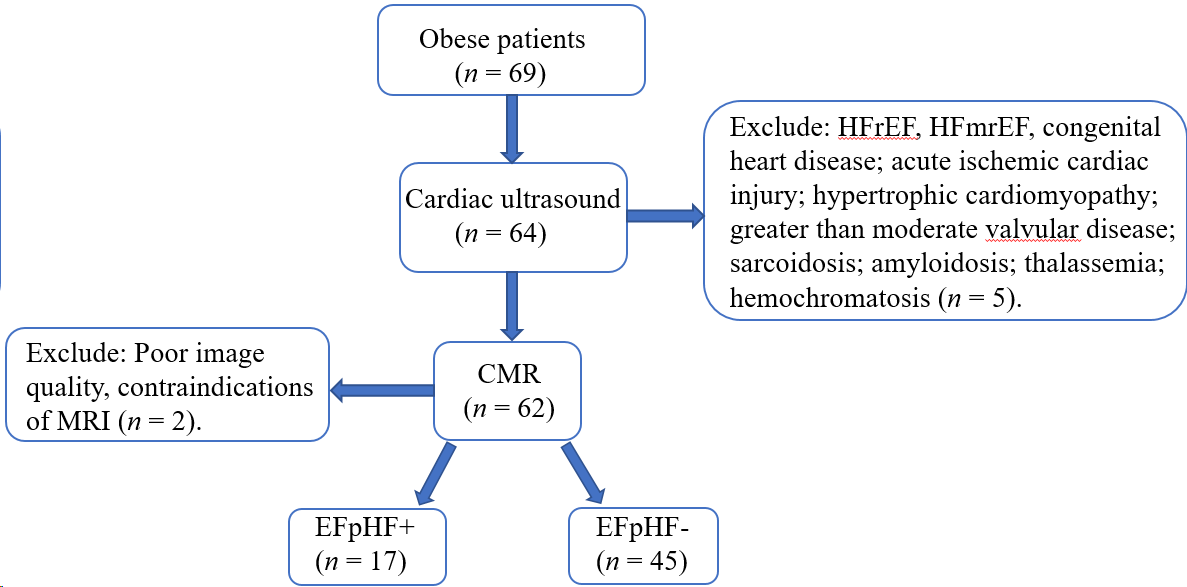 Obese patients
(n = 69)
Cardiac ultrasound
(n = 64)
Exclude: HFrEF, HFmrEF, congenital
heart disease; acute ischemic cardiac
injury; hypertrophic cardiomyopathy;
greater than moderate valvular disease;
sarcoidosis; amyloidosis; thalassemia;
hemochromatosis (n = 5).
Exclude: Poor image
quality, contraindications
of MRI (n = 2).
CMR
(n = 62)
EFpHF+
(n = 17)
EFpHF-
(n = 45)